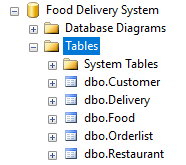 Food Delivery System
Database Diagrams
Tables
System Tables
dbo.Customer
dbo.Delivery
dbo.Food
dbo.Orderlist
dbo.Restaurant